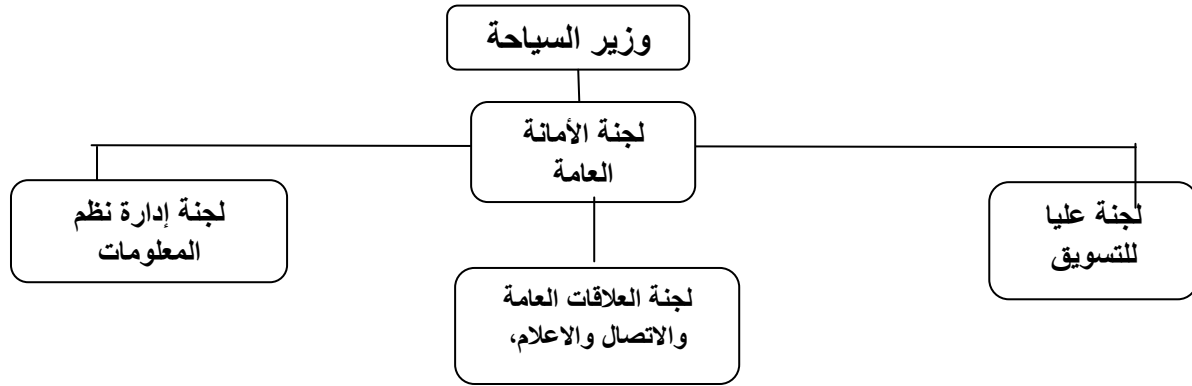 وزير السياحة
لجنة الأمانة
العامة
لجنة عليا
للتسويق
لجنة إدارة نظم
المعلومات
لجنة العلاقات العامة
والاتصال والاعلام،